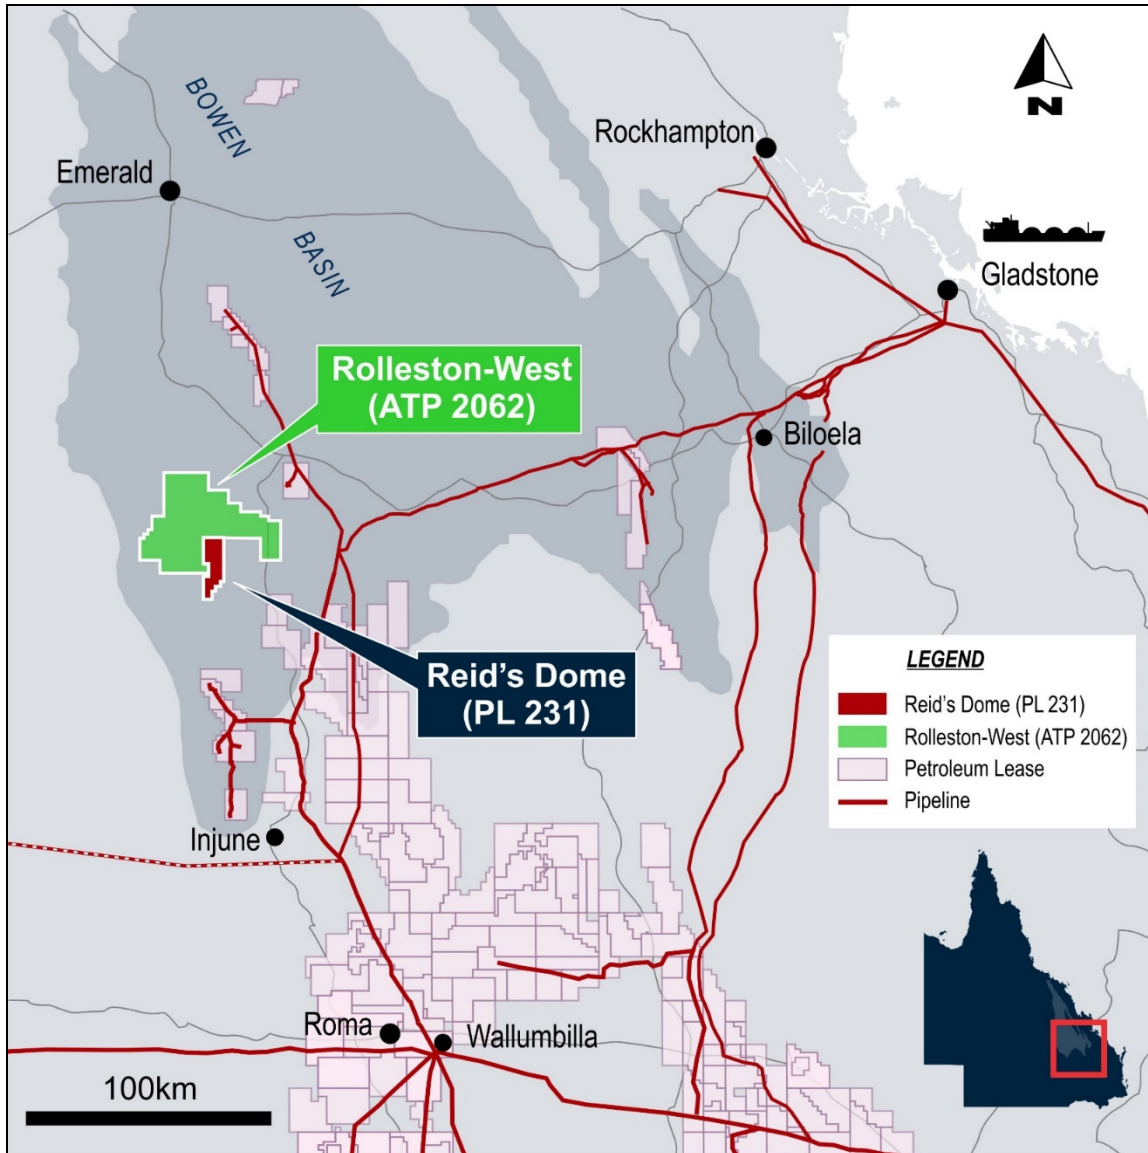 BOWEN
BASIN
Emerald
Rockhampton
N
Gladstone
Rolleston-West
(ATP 2062)
Biloela
Reid’s Dome
(PL 231)
LEGEND
Reid’s Dome (PL 231)
Rolleston-West (ATP 2062)
Petroleum Lease
Pipeline
Injune
Roma
Wallumbilla
100km